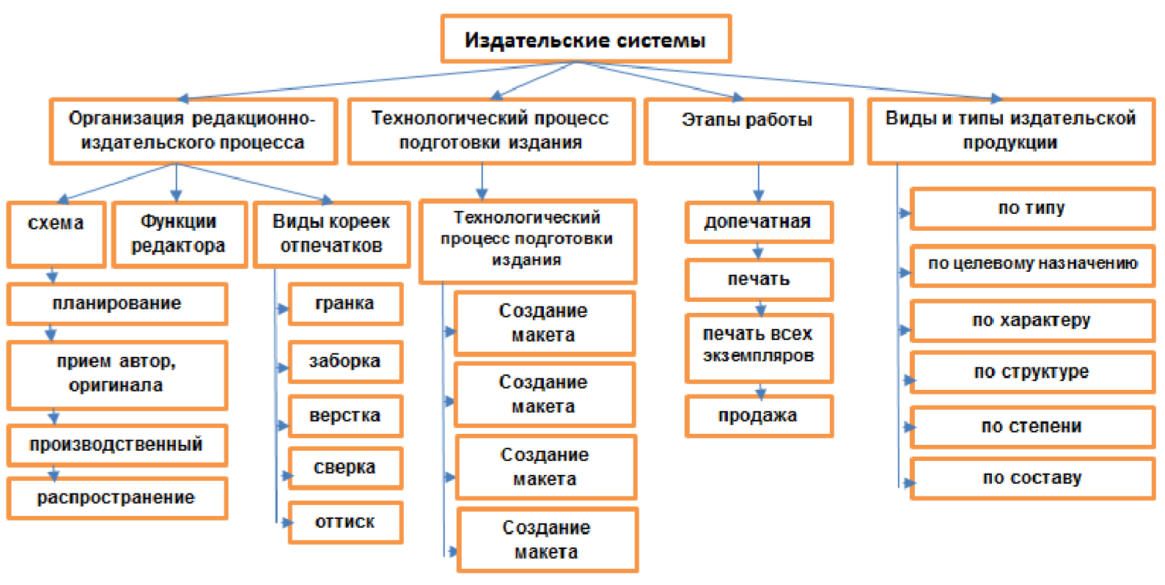 Издательские системы
Организация редакционно-
издательского процесса
Технологический процесс
подготовки издания
Этапы работы
Виды и типы издательской
продукции
схема
Функции
редактора
Виды кореек
отпечатков
планирование
прием автор,
оригинала
производственный
распространение
гранка
заборка
верстка
сверка
оттиск
Технологический
процесс подготовки
издания
Создание
макета
Создание
макета
Создание
макета
Создание
макета
допечатная
печать
печать всех
экземпляров
продажа
по типу
по целевому назначению
по характеру
по структуре
по степени
по составу